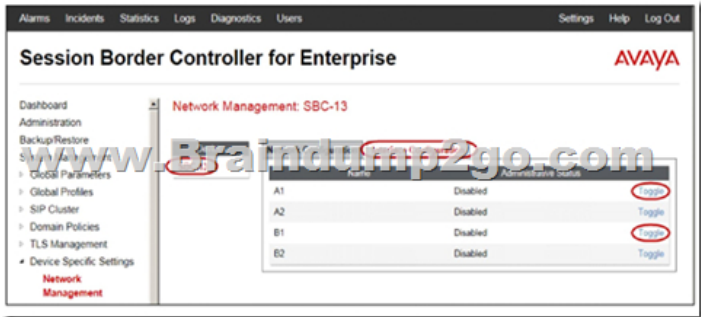 Alarms Incidents Statistics Logs Diagnostics Users Settings Help Log Out
Session Border Controller for Enterprise
AVAYA
Dashboard
Administration
Backup/Restore
Global Parameters
Global Profiles
SIP Cluster
Domain Policies
TLS Management
Device Specific Settings
Network
Management
Network Management: SBC-13
www.Braindump2go.com
Name Administrative Status
A1 Disabled Toggle
A2 Disabled Toggle
B1 Disabled Toggle
B2 Disabled Toggle